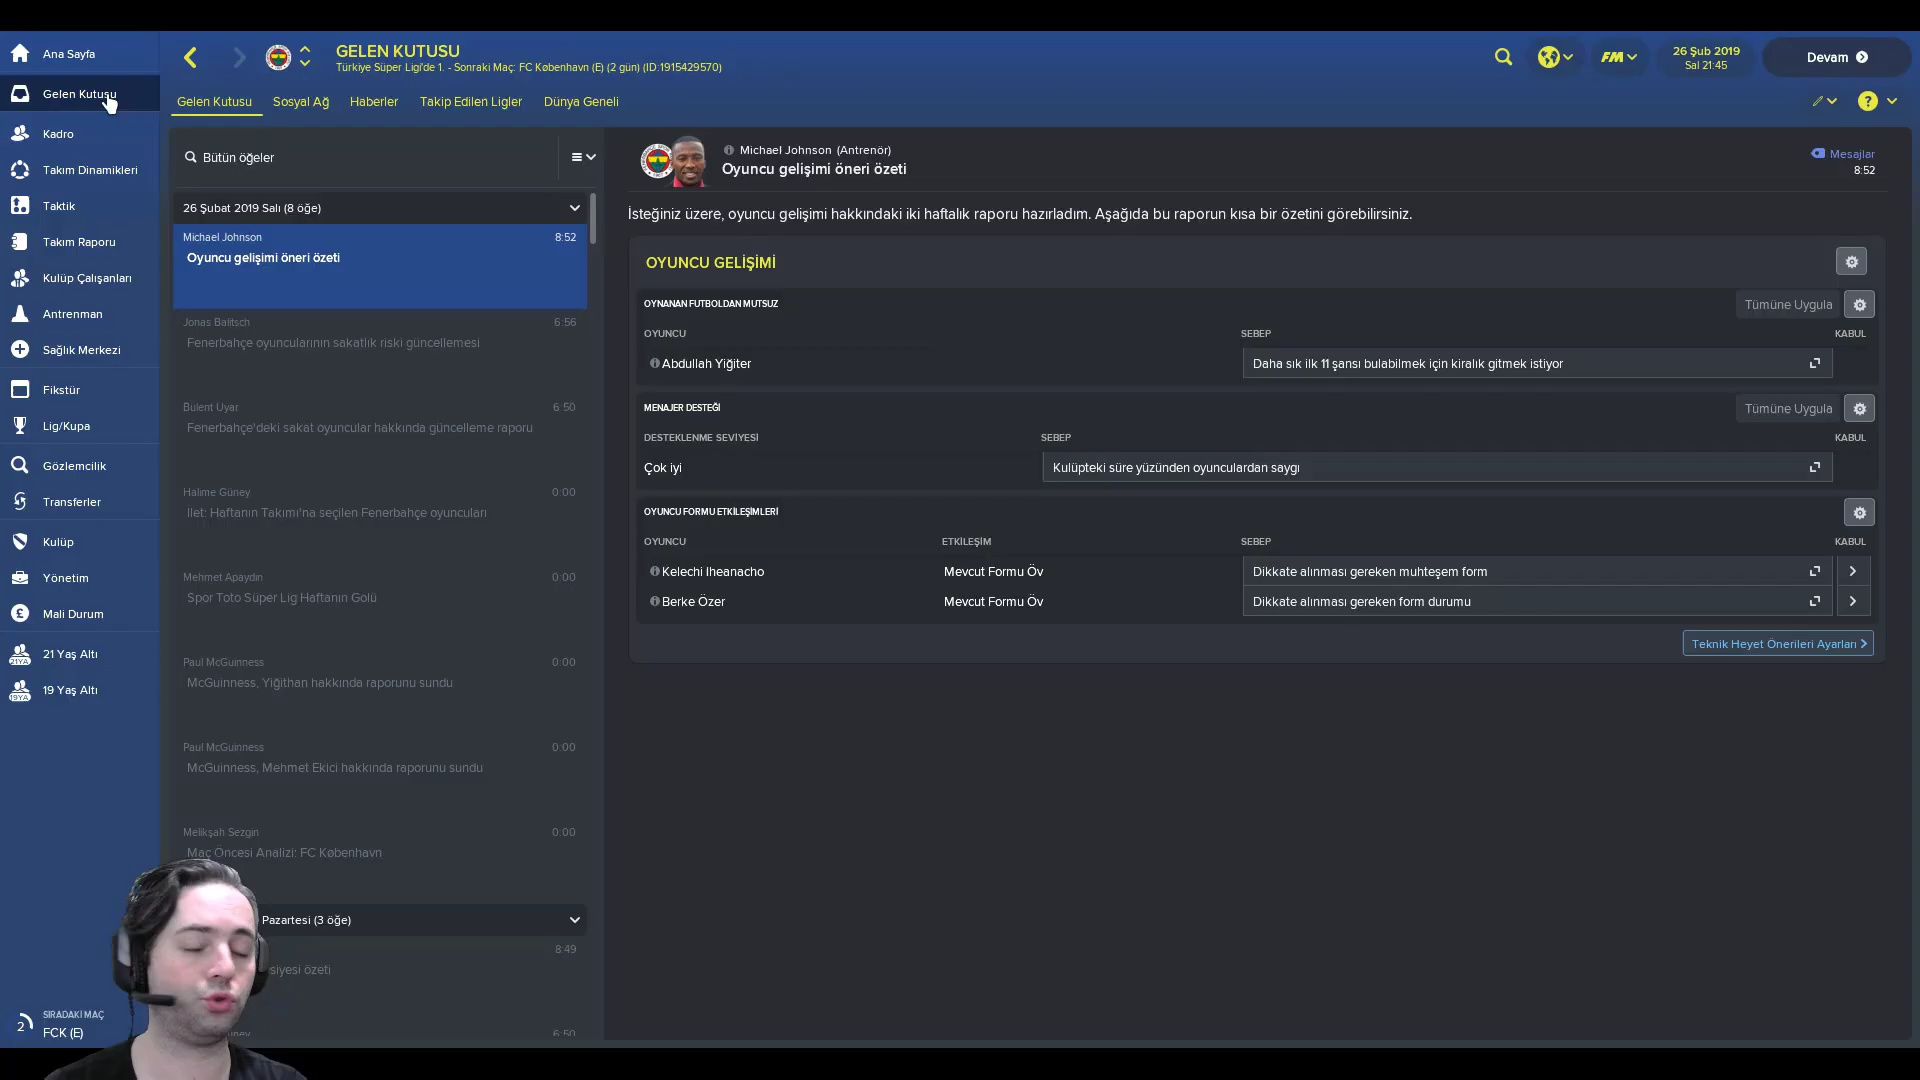 Ana Sayfa
Gelen Kutusu
Kadro
Takım Dinamikleri
Taktik
Takım Raporu
Kulüp Çalışanları
Antrenman
Sağlık Merkezi
Fikstür
Lig/Kupa
Gözlemcilik
Transferler
Kulüp
Yönetim
Mali Durum
21YA
21 Yaş Altı
19YA
19 Yaş Altı
2
SIRADAKİ MAÇ
FCK (E)
GELEN KUTUSU
Türkiye Süper Ligi'de 1. - Sonraki Maç: FC København (E) (2 gün) (ID:1915429570)
FM
26 Şub 2019
Sal 21:45
Devam
Gelen Kutusu
Sosyal Ağ
Haberler
Takip Edilen Ligler
Dünya Geneli
?
Bütün öğeler
26 Şubat 2019 Salı (8 öğe)
Michael Johnson 8:52
Oyuncu gelişimi öneri özeti
Jonas Baltsch 6:56
Fenerbahçe oyuncularının sakatlık riski güncellemesi
Bülent Uyar 6:50
Fenerbahçe'deki sakat oyuncular hakkında güncelleme raporu
Halime Güney 0:00
İlet: Haftanın Takımı'na seçilen Fenerbahçe oyuncuları
Mehmet Apaydın 0:00
Spor Toto Süper Lig Haftanın Golü
Paul McGuinness 0:00
McGuinness, Yiğithan hakkında raporunu sundu
Paul McGuinness 0:00
McGuinness, Mehmet Ekici hakkında raporunu sundu
Melikşah Sezgin 0:00
Maç Öncesi Analizi: FC København
Pazartesi (3 öğe)
8:49
siyesi özeti
6:50
Michael Johnson (Antrenör)
Oyuncu gelişimi öneri özeti
Mesajlar
8:52
İsteğiniz üzere, oyuncu gelişimi hakkındaki iki haftalık raporu hazırladım. Aşağıda bu raporun kısa bir özetini görebilirsiniz.
OYUNCU GELİŞİMİ
OYNANAN FUTBOLDAN MUTSUZ
Tümüne Uygula
OYUNCU SEBEP KABUL
Abdullah Yiğiter Daha sık ilk 11 şansı bulabilmek için kiralık gitmek istiyor
MENAJER DESTEĞİ
Tümüne Uygula
DESTEKLENME SEVİYESİ SEBEP KABUL
Çok iyi Kulüpteki süre yüzünden oyunculardan saygı
OYUNCU FORMU ETKİLEŞİMLERİ
OYUNCU ETKİLEŞİM SEBEP KABUL
Kelechi Iheanacho Mevcut Formu Öv Dikkate alınması gereken muhteşem form
Berke Özer Mevcut Formu Öv Dikkate alınması gereken form durumu
Teknik Heyet Önerileri Ayarları